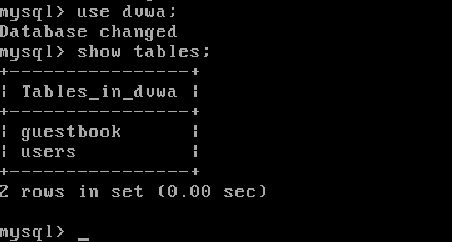 mysql> use dvwa;
Database changed
mysql> show tables;
+----------------+
| Tables_in_dvwa |
+----------------+
| guestbook      |
| users          |
+----------------+
2 rows in set (0.00 sec)
mysql> _